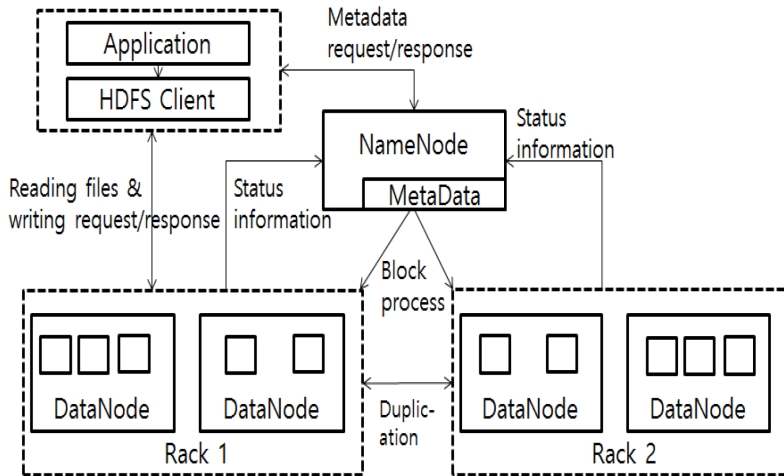 Application
HDFS Client
Metadata
request/response
NameNode
MetaData
Status
information
Reading files &
writing request/response
Status
information
Block
process
DataNode
DataNode
Rack 1
Duplic-
ation
DataNode
DataNode
Rack 2